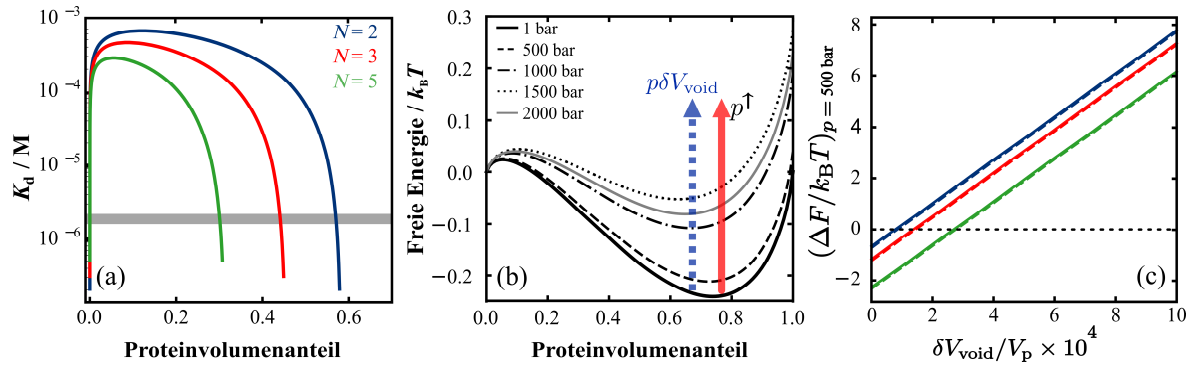 10⁻³
10⁻⁴
10⁻⁵
10⁻⁶
K_d / M
N = 2
N = 3
N = 5
(a)
0.0 0.2 0.4 0.6
Proteinvolumenanteil
0.3
0.2
0.1
0.0
−0.1
−0.2
Freie Energie / k_B T
1 bar
500 bar
1000 bar
1500 bar
2000 bar
pδV_void
p↑
(b)
0.0 0.2 0.4 0.6 0.8 1.0
Proteinvolumenanteil
8
6
4
2
0
−2
(ΔF/k_BT)_{p = 500 bar}
(c)
0 2 4 6 8 10
δV_void/V_p × 10⁴